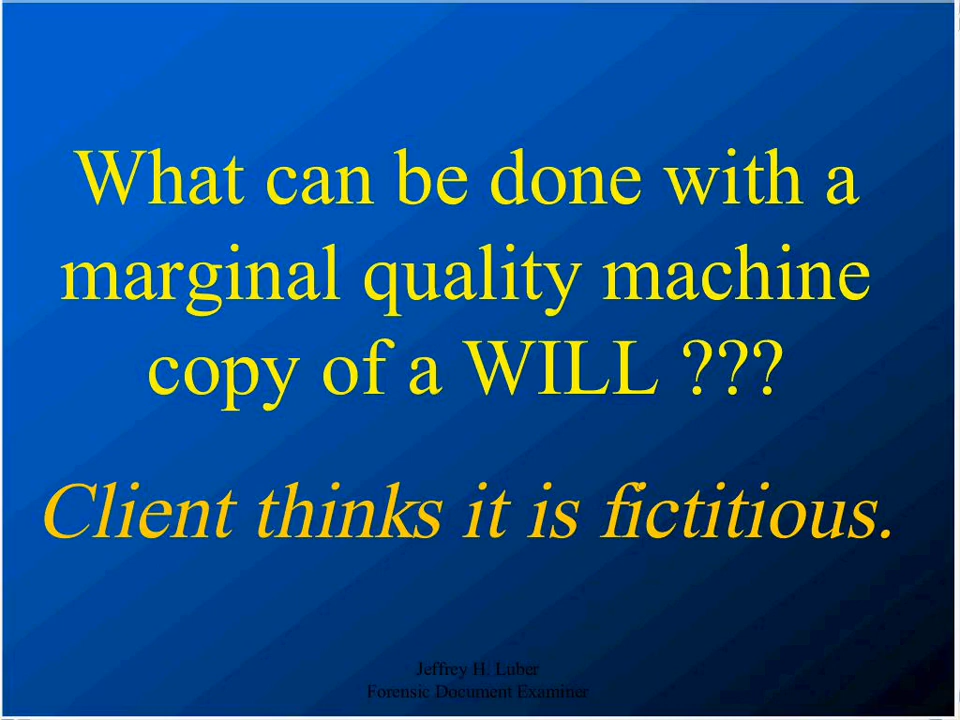 What can be done with a
marginal quality machine
copy of a WILL ???
Client thinks it is fictitious.
Jeffrey H. Luber
Forensic Document Examiner